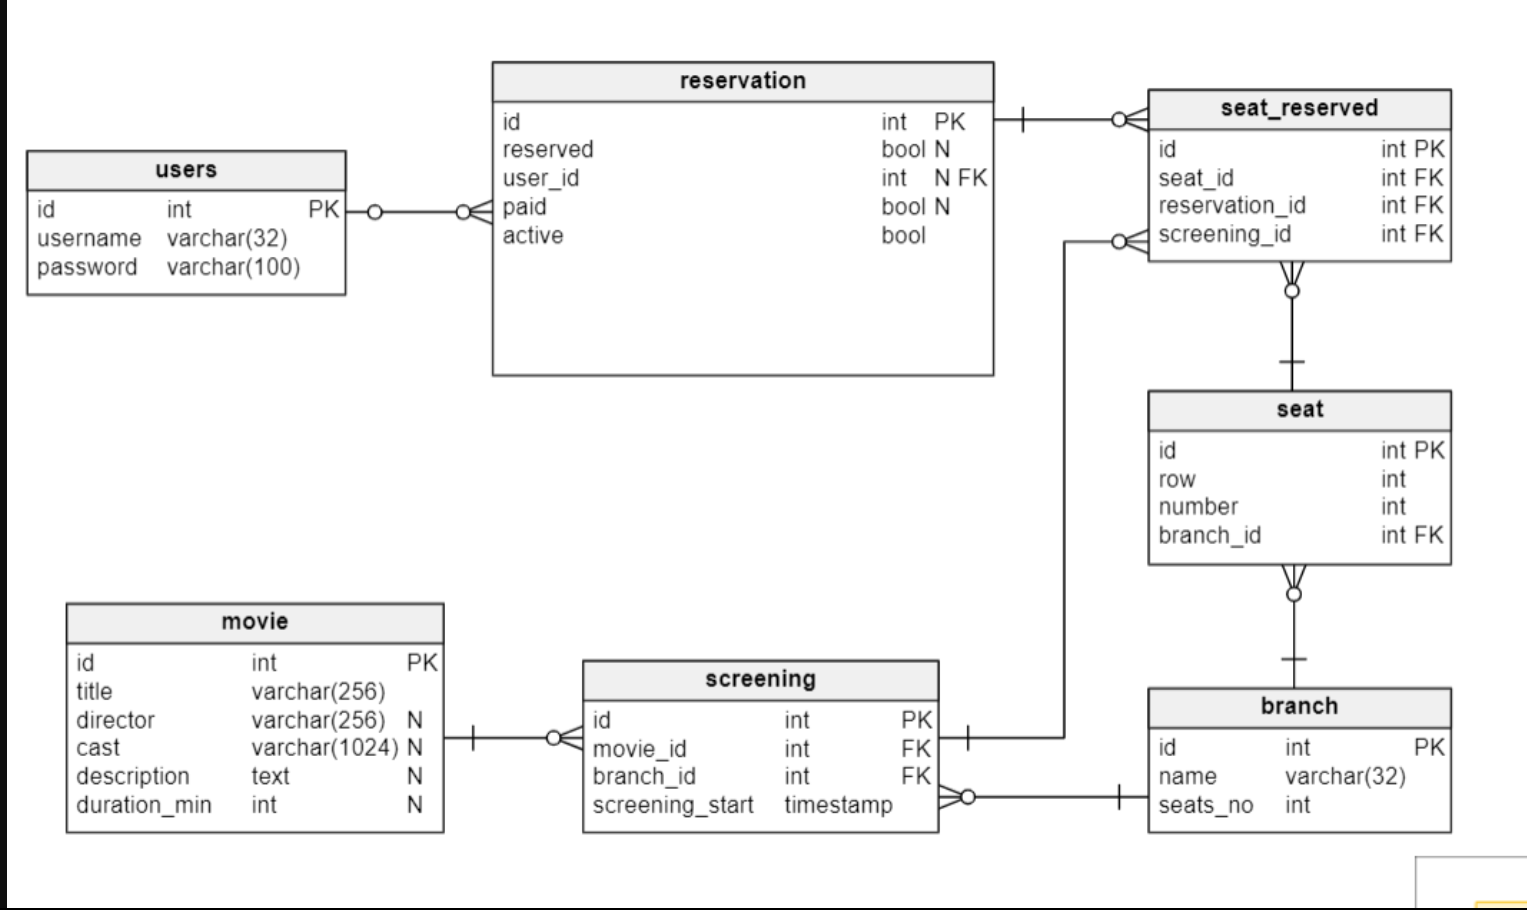 reservation
id int PK
reserved bool N
user_id int N FK
paid bool N
active bool
seat_reserved
id int PK
seat_id int FK
reservation_id int FK
screening_id int FK
users
id int PK
username varchar(32)
password varchar(100)
seat
id int PK
row int
number int
branch_id int FK
movie
id int PK
title varchar(256)
director varchar(256) N
cast varchar(1024) N
description text N
duration_min int N
screening
id int PK
movie_id int FK
branch_id int FK
screening_start timestamp
branch
id int PK
name varchar(32)
seats_no int